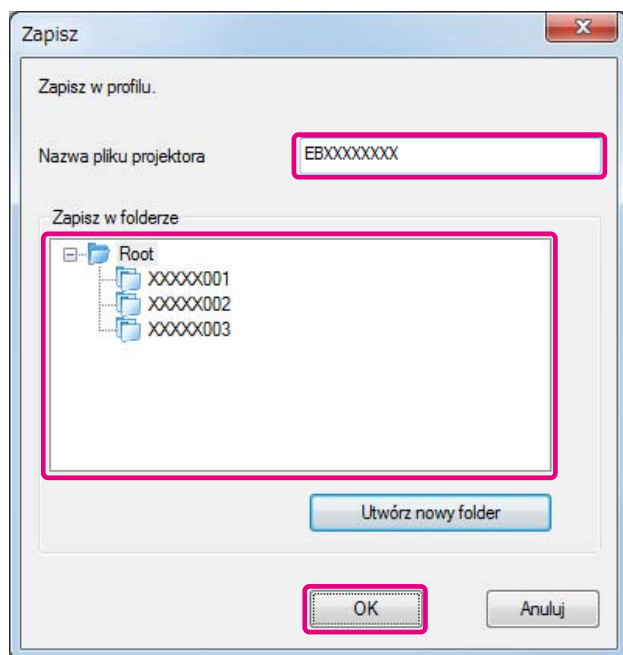 Zapisz
Zapisz w profilu.
Nazwa pliku projektora EBXXXXXXXX
Zapisz w folderze
Root
XXXXX001
XXXXX002
XXXXX003
Utwórz nowy folder
OK Anuluj